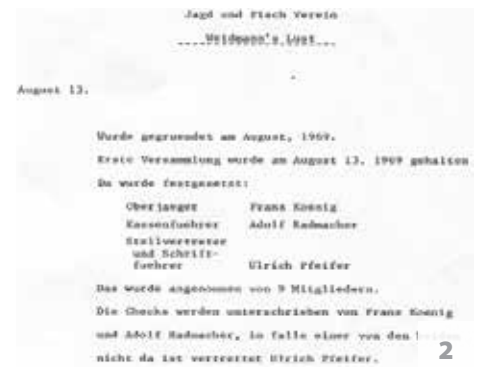 Jagd und Fisch Verein
Weidmann's Lust
August 13.
Wurde gegruendet am August, 1969.
Erste Versammlung wurde am August 13. 1969 gehalten
Da wurde festgesetzt:
Oberjaeger Franz Koenig
Kassenfuehrer Adolf Radmacher
Stellvertreter
und Schrift-
fuehrer Ulrich Pfeifer
Das wurde angenommen von 9 Mitgliedern.
Die Checks werden unterschrieben von Franz Koenig
und Adolf Radmacher, in falle einer von den
nicht da ist vertrettet Ulrich Pfeifer.
2